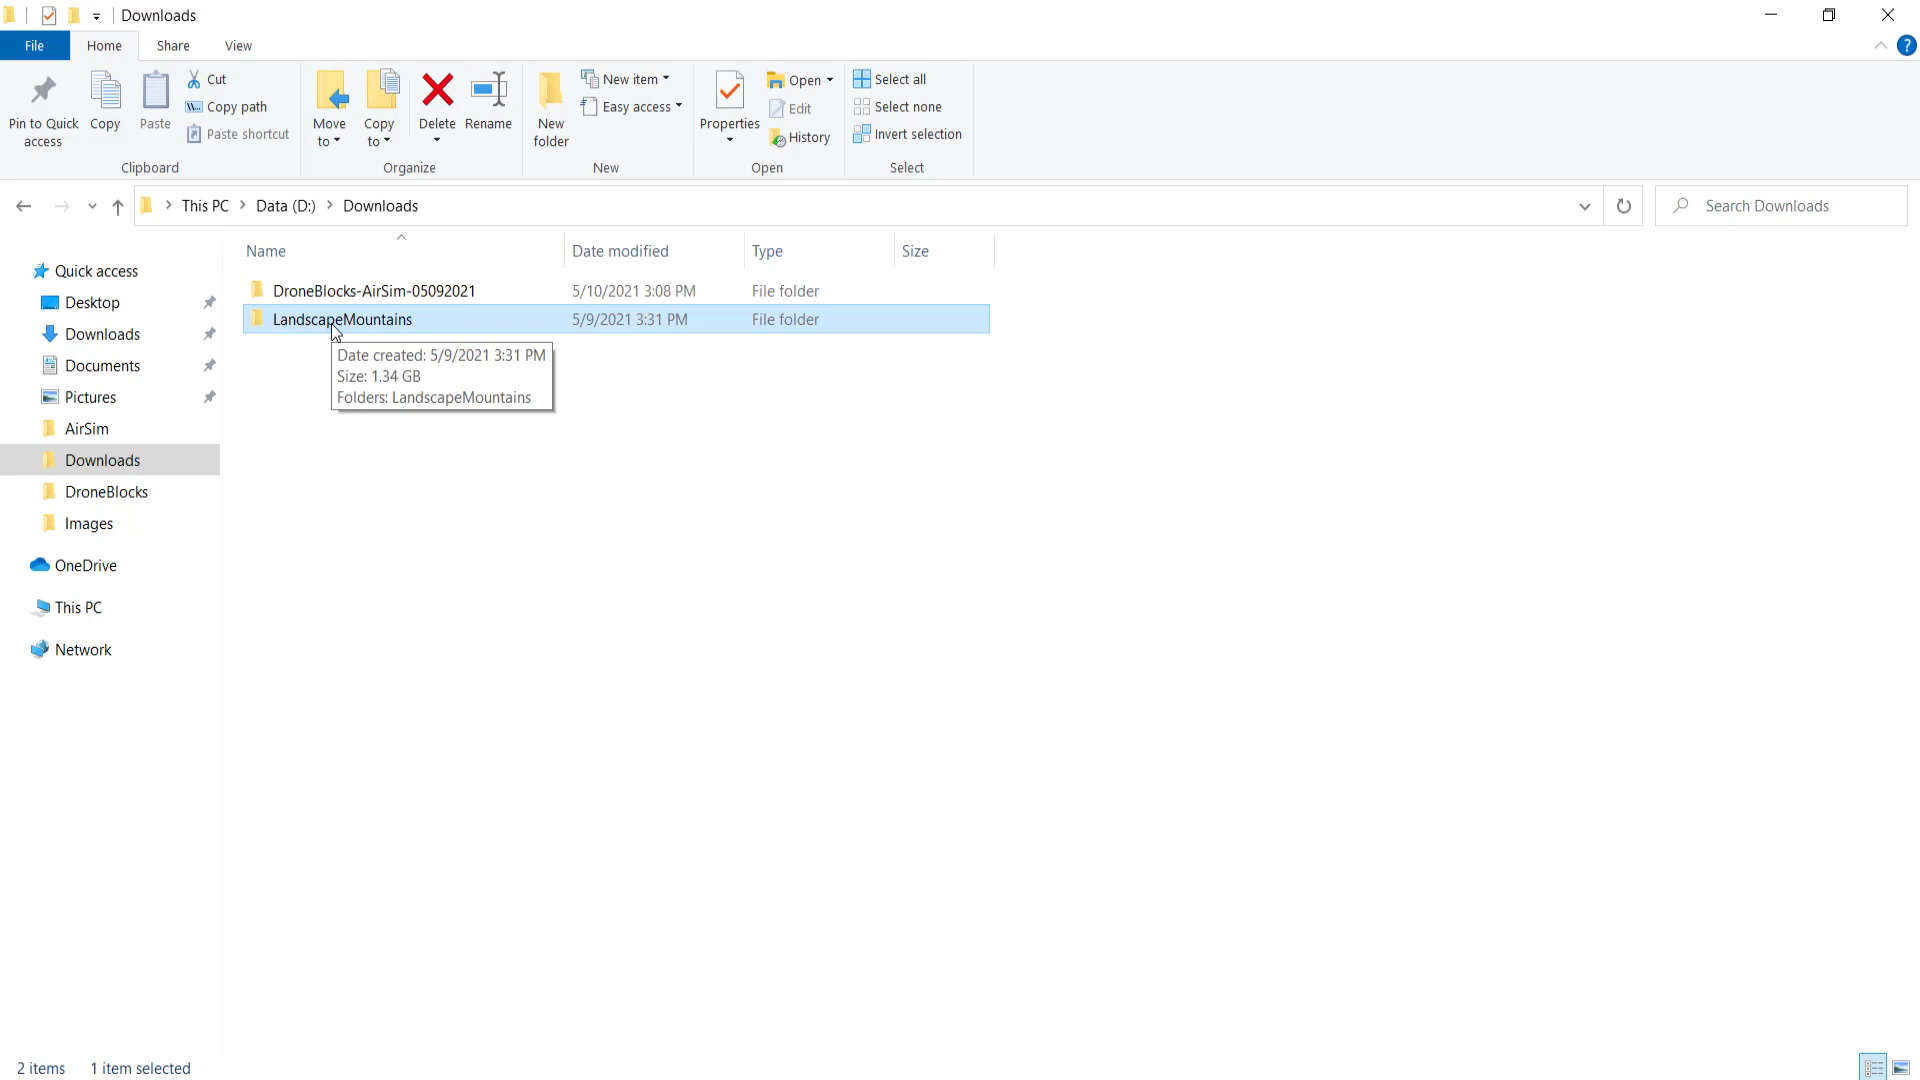 Downloads
File Home Share View
Pin to Quick access
Copy
Paste
Cut
Copy path
Paste shortcut
Clipboard
Move to
Copy to
Delete
Rename
Organize
New folder
New item
Easy access
New
Properties
Open
Edit
History
Open
Select all
Select none
Invert selection
Select
This PC > Data (D:) > Downloads
Search Downloads
Name Date modified Type Size
DroneBlocks-AirSim-05092021 5/10/2021 3:08 PM File folder
LandscapeMountains 5/9/2021 3:31 PM File folder
Date created: 5/9/2021 3:31 PM
Size: 1.34 GB
Folders: LandscapeMountains
Quick access
Desktop
Downloads
Documents
Pictures
AirSim
Downloads
DroneBlocks
Images
OneDrive
This PC
Network
2 items 1 item selected